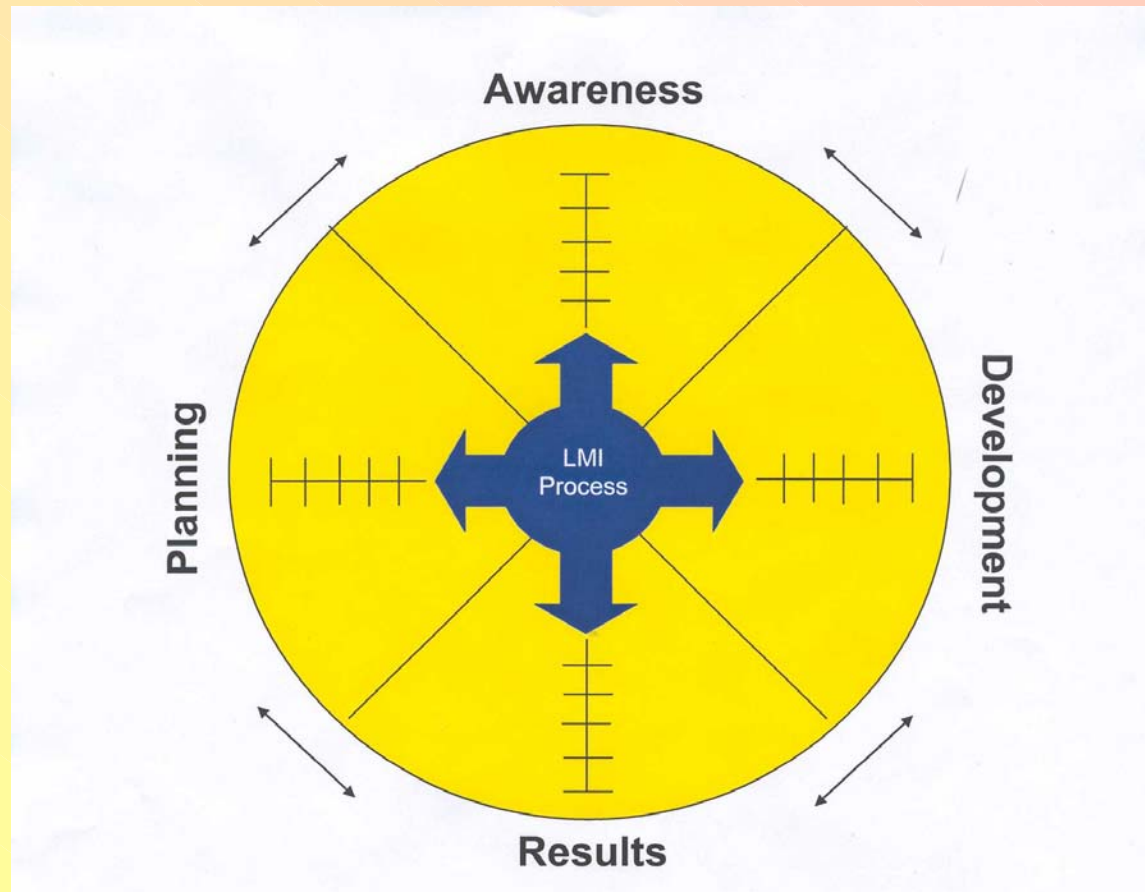 Awareness
Planning
LMI
Process
Development
Results